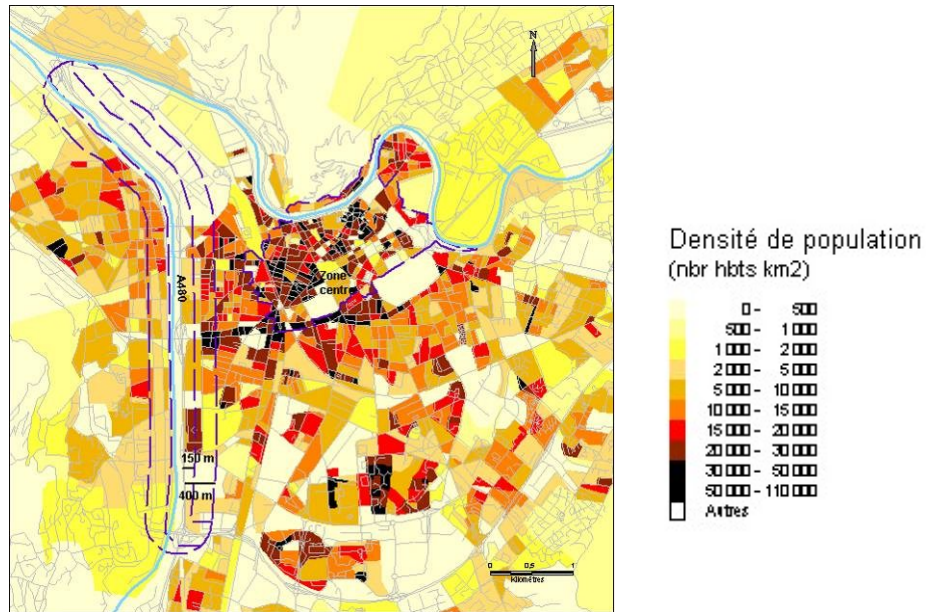 N
Zone
centre
A480
150 m
400 m
0 0,5 1
Kilomètres
Densité de population
(nbr hbts km2)
0 - 500
500 - 1 000
1 000 - 2 000
2 000 - 5 000
5 000 - 10 000
10 000 - 15 000
15 000 - 20 000
20 000 - 30 000
30 000 - 50 000
50 000 - 110 000
Autres